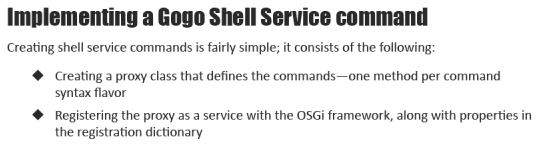 Implementing a Gogo Shell Service command
Creating shell service commands is fairly simple; it consists of the following:
◆ Creating a proxy class that defines the commands—one method per command
syntax flavor
◆ Registering the proxy as a service with the OSGi framework, along with properties in
the registration dictionary